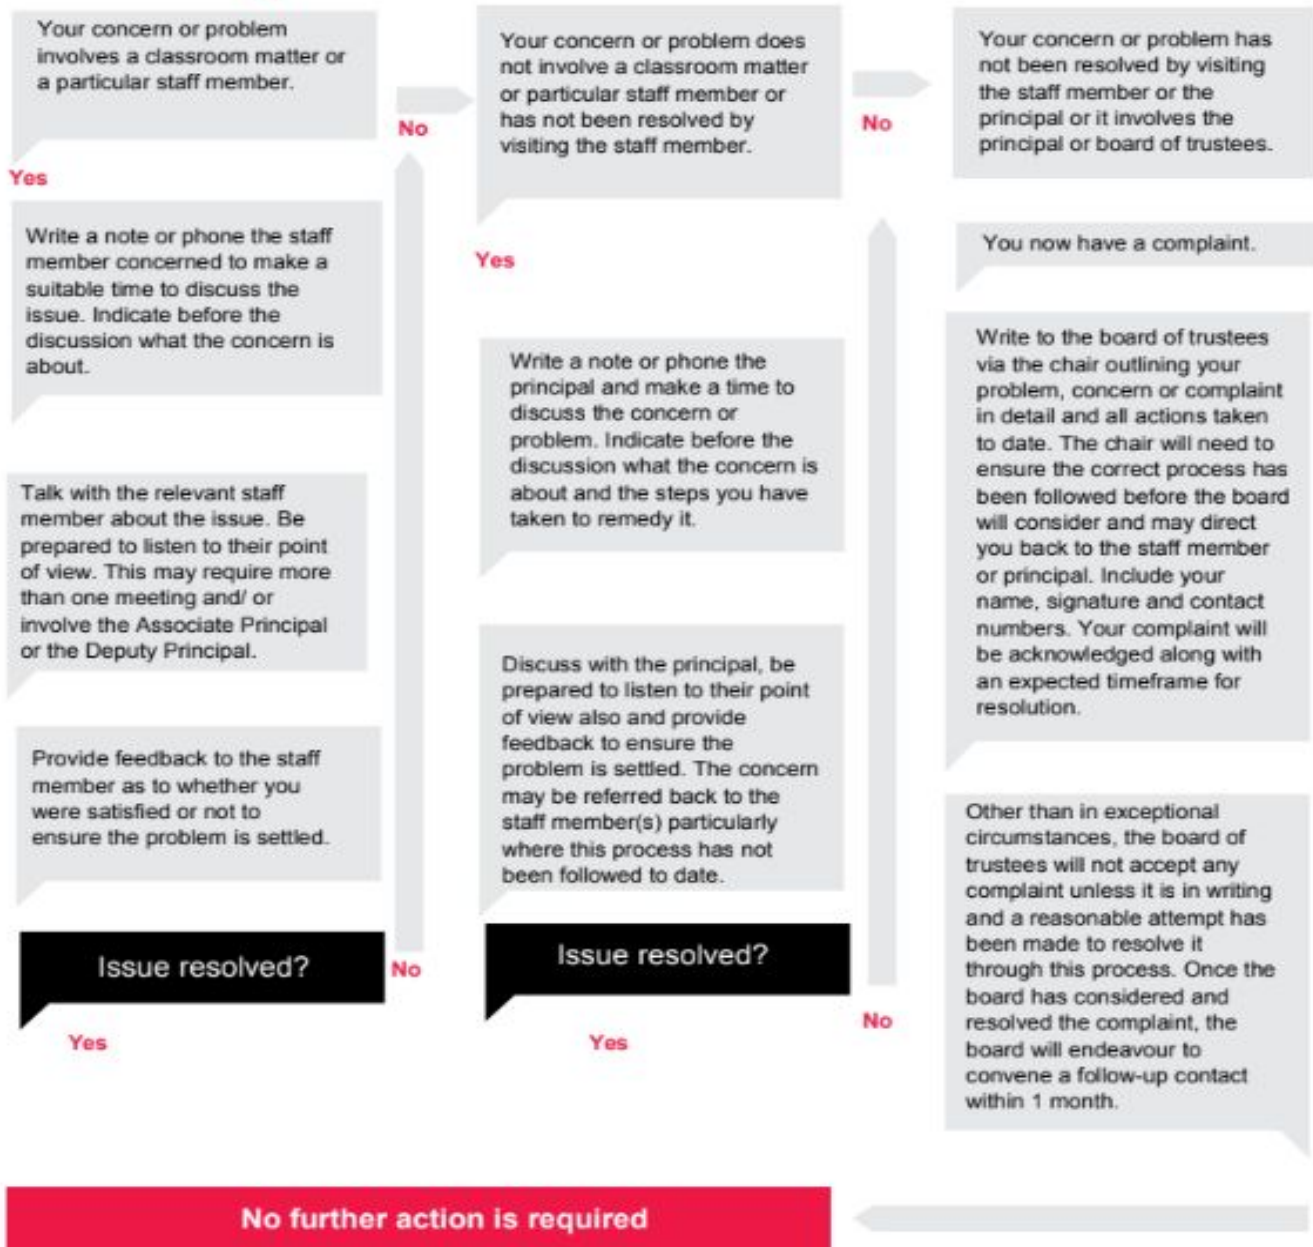 Your concern or problem
involves a classroom matter or
a particular staff member.
No
Yes
Write a note or phone the staff
member concerned to make a
suitable time to discuss the
issue. Indicate before the
discussion what the concern is
about.
Talk with the relevant staff
member about the issue. Be
prepared to listen to their point
of view. This may require more
than one meeting and/ or
involve the Associate Principal
or the Deputy Principal.
Provide feedback to the staff
member as to whether you
were satisfied or not to
ensure the problem is settled.
Issue resolved?
No
Yes
Your concern or problem does
not involve a classroom matter
or particular staff member or
has not been resolved by
visiting the staff member.
No
Yes
Write a note or phone the
principal and make a time to
discuss the concern or
problem. Indicate before the
discussion what the concern is
about and the steps you have
taken to remedy it.
Discuss with the principal, be
prepared to listen to their point
of view also and provide
feedback to ensure the
problem is settled. The concern
may be referred back to the
staff member(s) particularly
where this process has not
been followed to date.
Issue resolved?
No
Yes
Your concern or problem has
not been resolved by visiting
the staff member or the
principal or it involves the
principal or board of trustees.
You now have a complaint.
Write to the board of trustees
via the chair outlining your
problem, concern or complaint
in detail and all actions taken
to date. The chair will need to
ensure the correct process has
been followed before the board
will consider and may direct
you back to the staff member
or principal. Include your
name, signature and contact
numbers. Your complaint will
be acknowledged along with
an expected timeframe for
resolution.
Other than in exceptional
circumstances, the board of
trustees will not accept any
complaint unless it is in writing
and a reasonable attempt has
been made to resolve it
through this process. Once the
board has considered and
resolved the complaint, the
board will endeavour to
convene a follow-up contact
within 1 month.
No further action is required